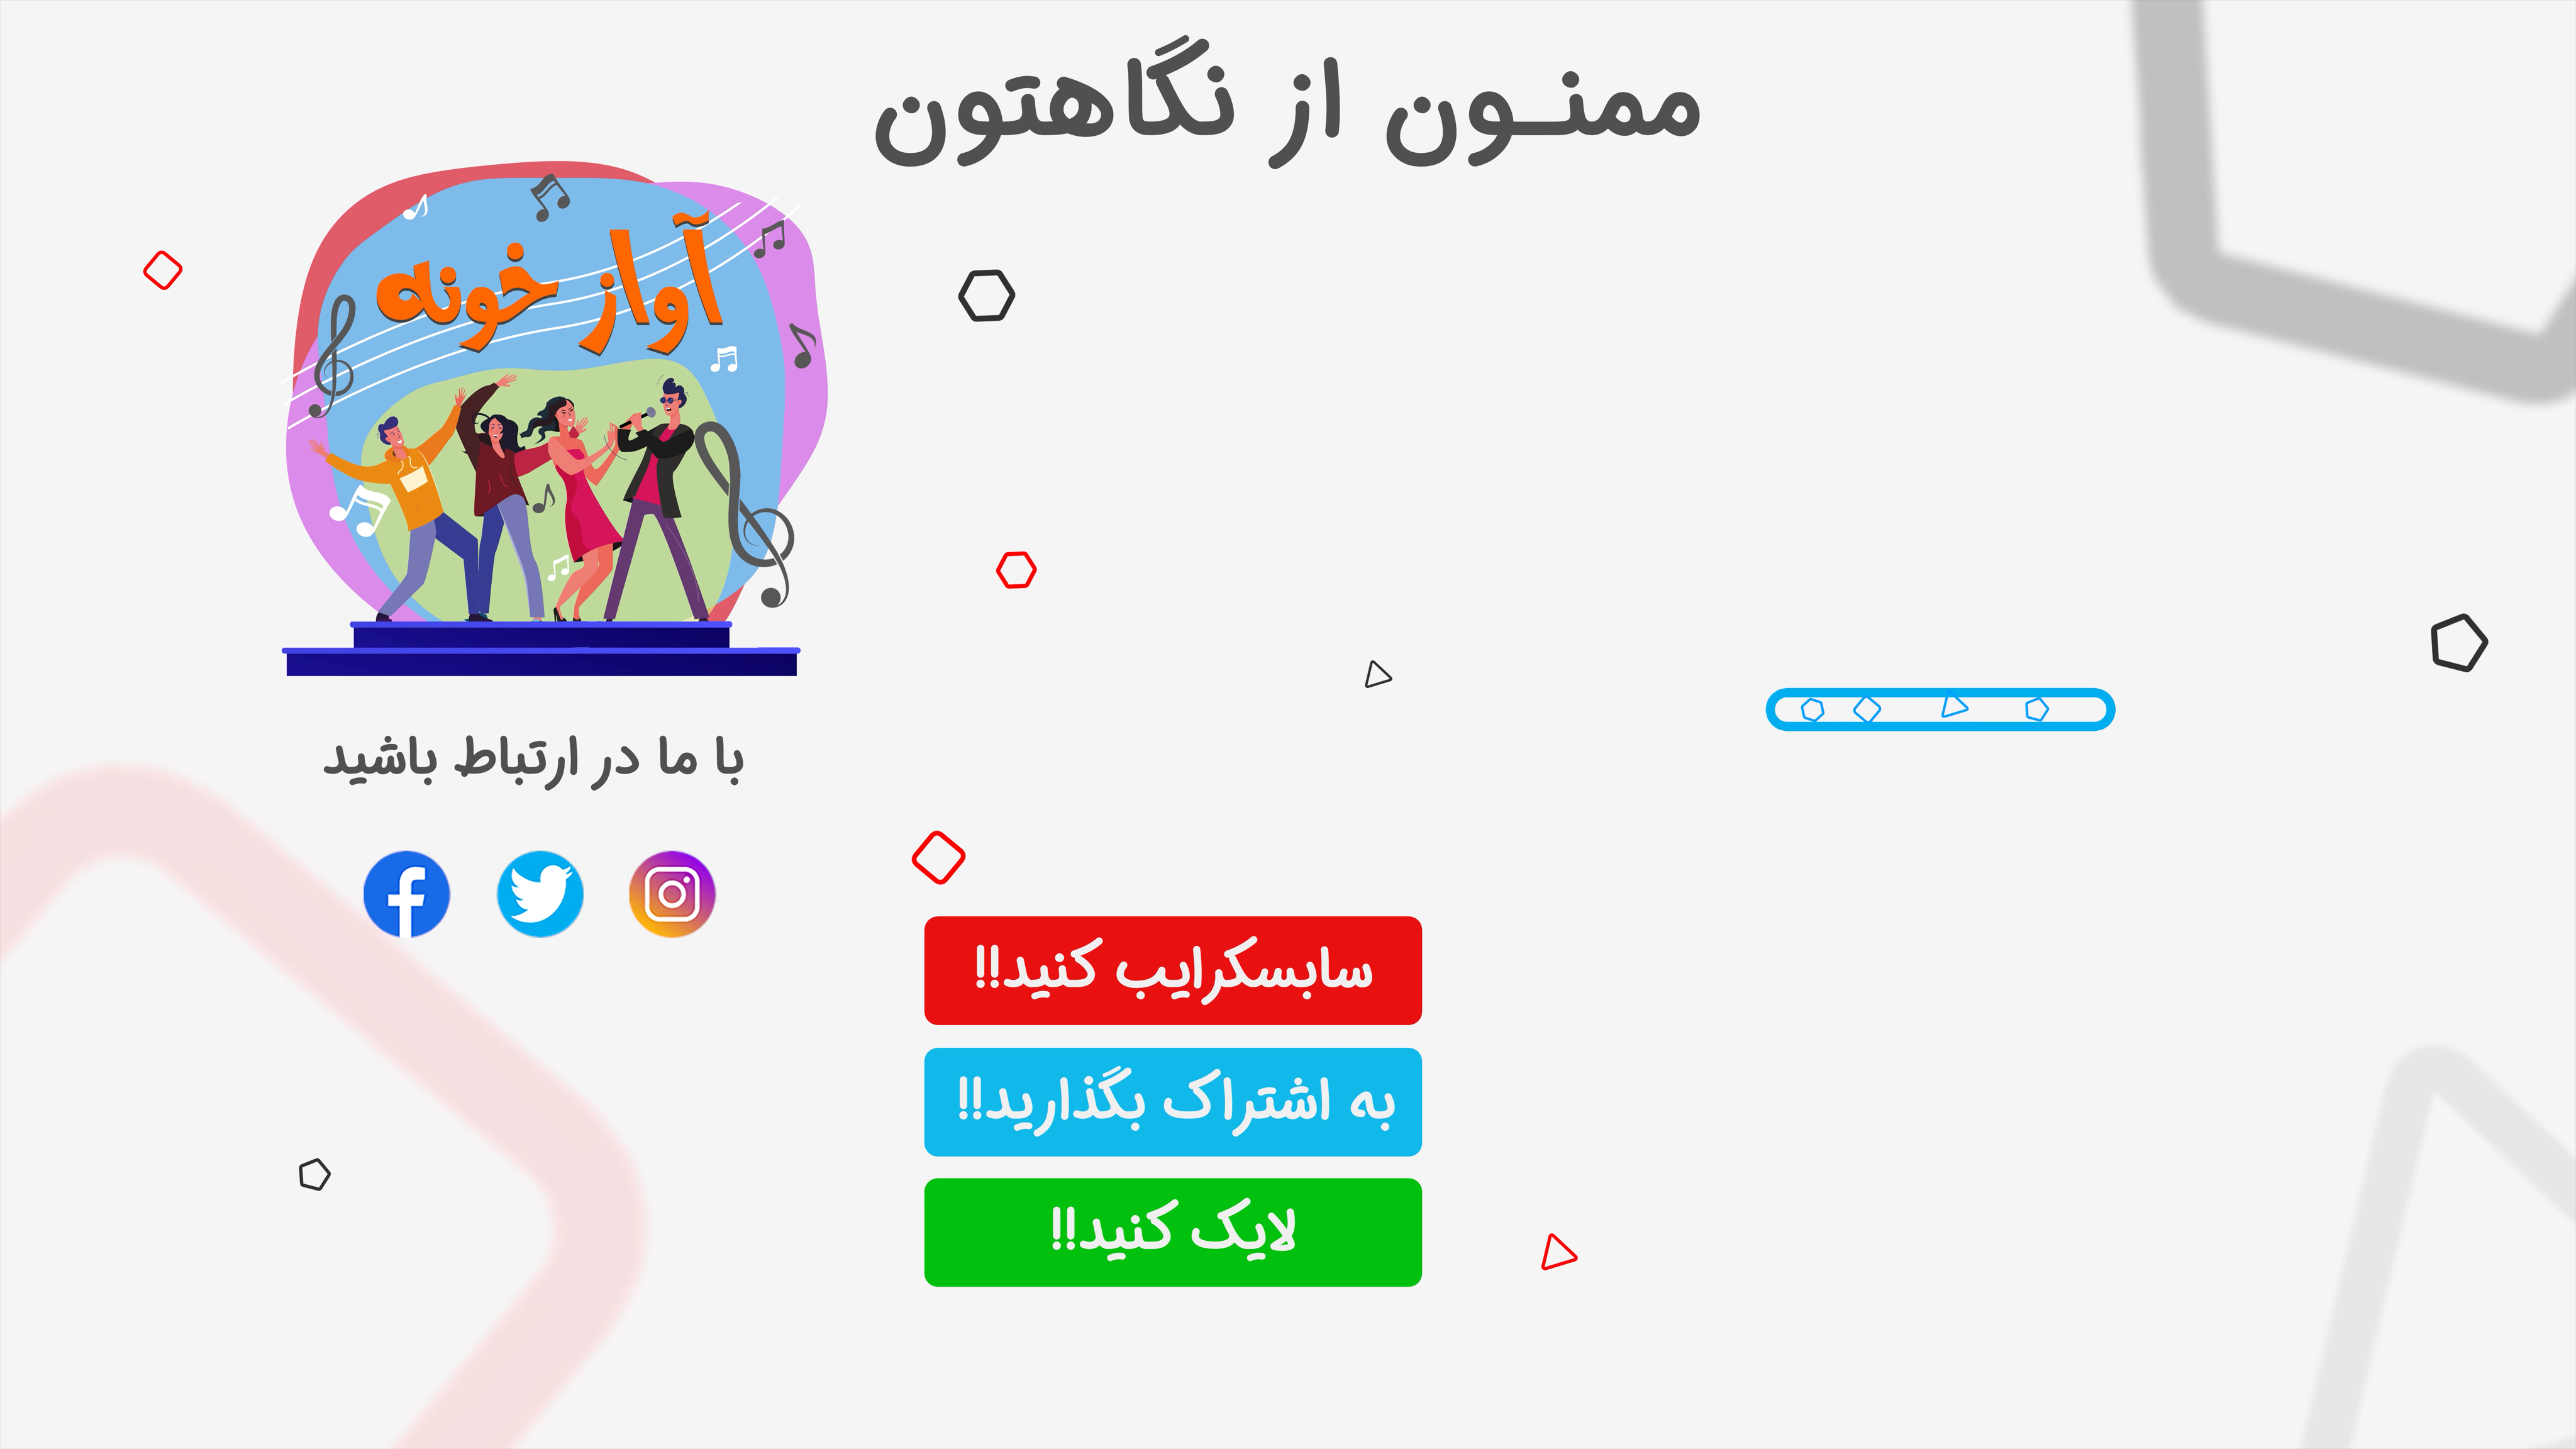 ممنـون از نگاهتون
آواز خونه
با ما در ارتباط باشید
سابسکرایب کنید!!
به اشتراک بگذارید!!
لایک کنید!!